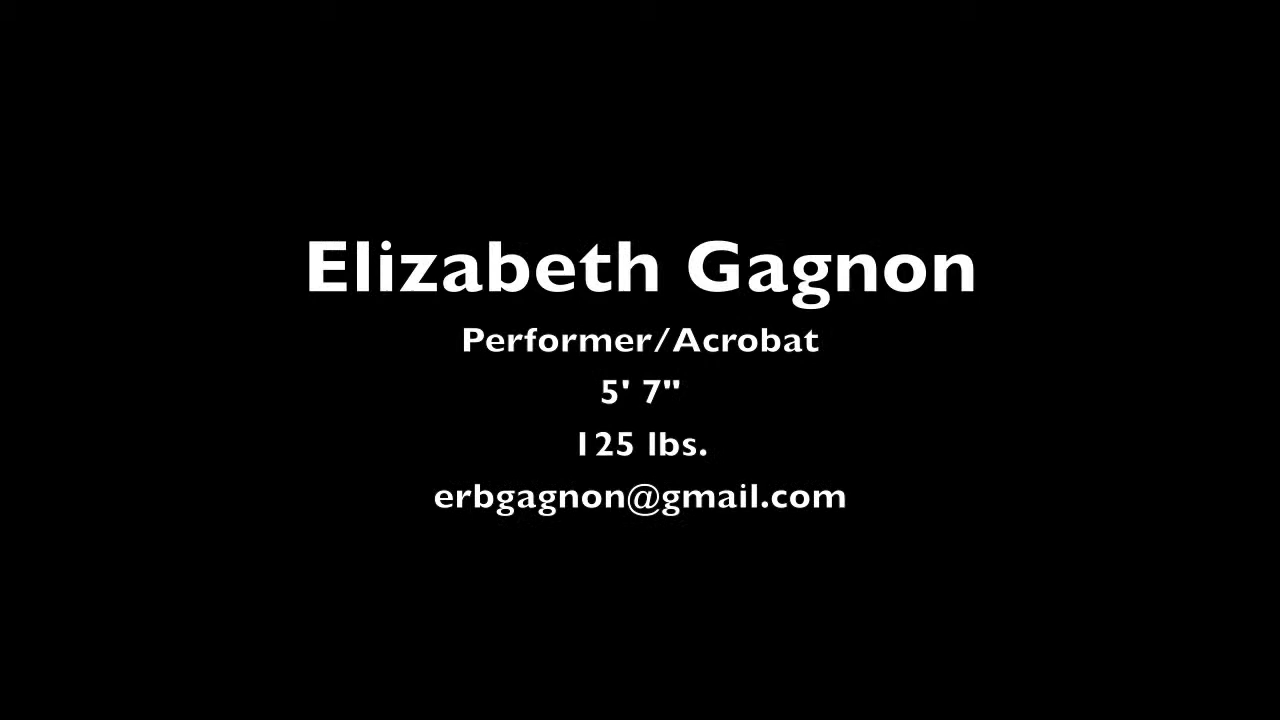 Elizabeth Gagnon
Performer/Acrobat
5' 7"
125 lbs.
erbgagnon@gmail.com